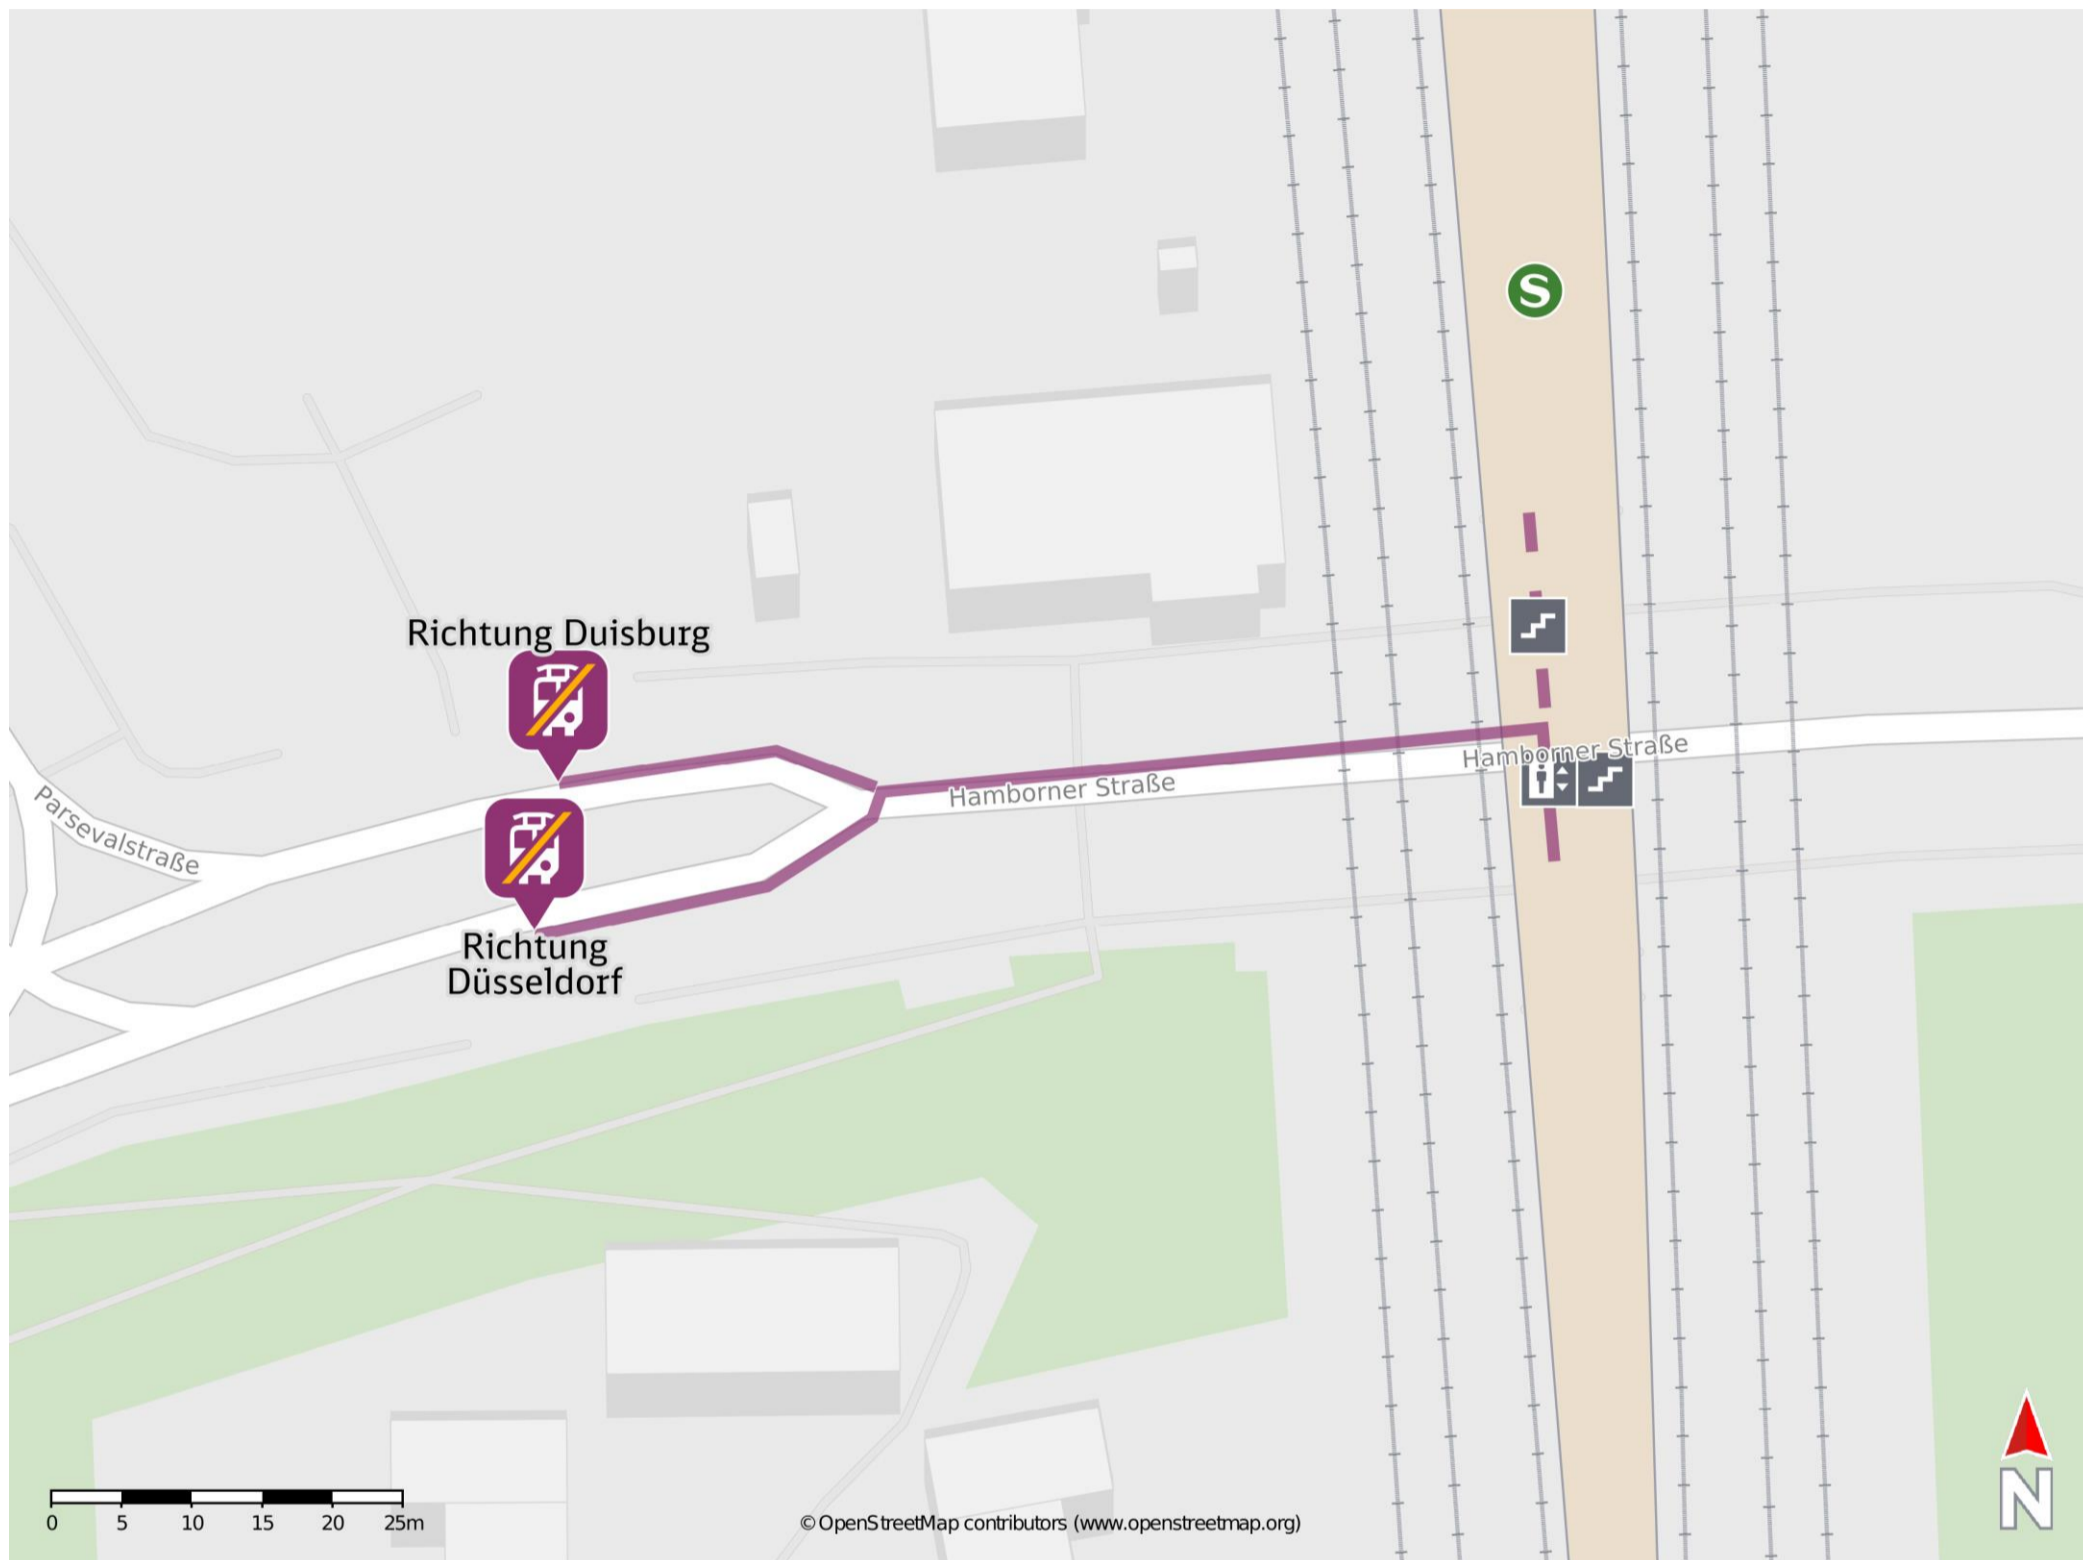 S
Richtung Duisburg
Hamborner Straße
Hamborner Straße
Parsevalstraße
Richtung
Düsseldorf
0 5 10 15 20 25m
© OpenStreetMap contributors (www.openstreetmap.org)
N